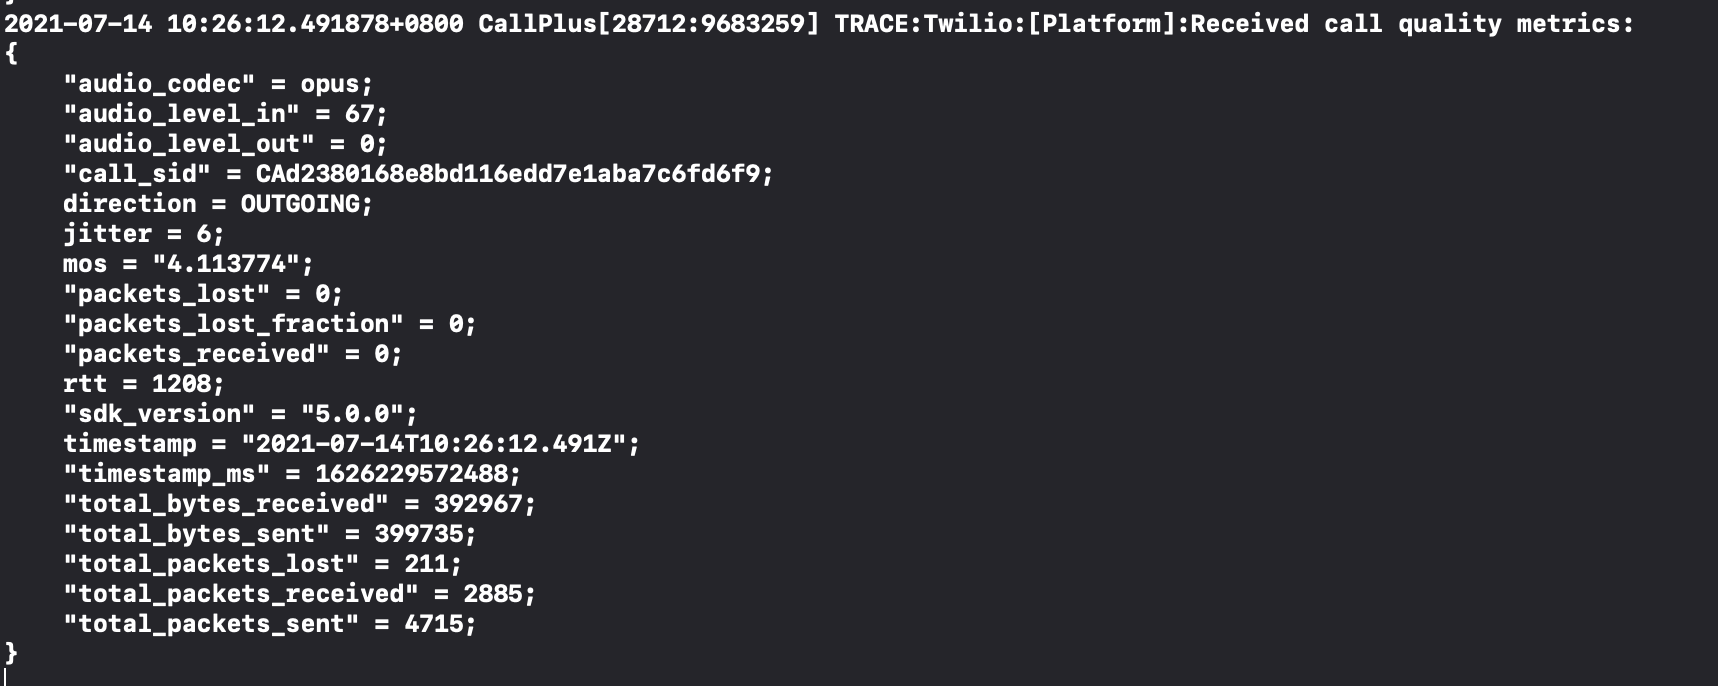 2021-07-14 10:26:12.491878+0800 CallPlus[28712:9683259] TRACE:Twilio:[Platform]:Received call quality metrics:
{
    "audio_codec" = opus;
    "audio_level_in" = 67;
    "audio_level_out" = 0;
    "call_sid" = CAd2380168e8bd116edd7e1aba7c6fd6f9;
    direction = OUTGOING;
    jitter = 6;
    mos = "4.113774";
    "packets_lost" = 0;
    "packets_lost_fraction" = 0;
    "packets_received" = 0;
    rtt = 1208;
    "sdk_version" = "5.0.0";
    timestamp = "2021-07-14T10:26:12.491Z";
    "timestamp_ms" = 1626229572488;
    "total_bytes_received" = 392967;
    "total_bytes_sent" = 399735;
    "total_packets_lost" = 211;
    "total_packets_received" = 2885;
    "total_packets_sent" = 4715;
}